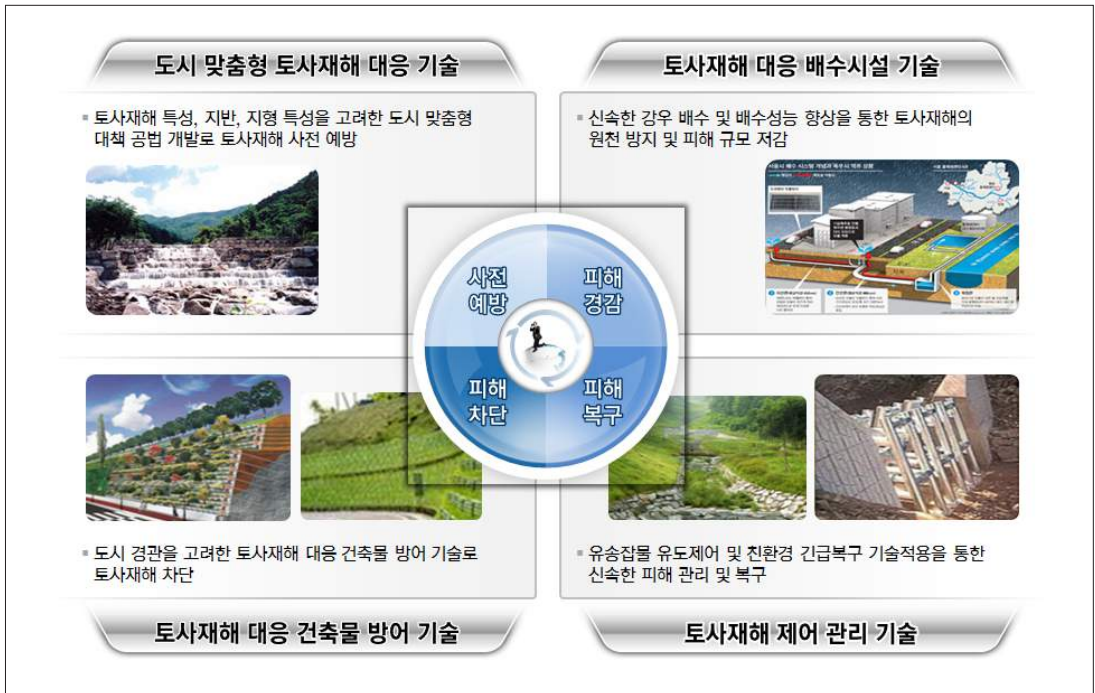 도시 맞춤형 토사재해 대응 기술
▪ 토사재해 특성, 지반, 지형 특성을 고려한 도시 맞춤형
대책 공법 개발로 토사재해 사전 예방
토사재해 대응 배수시설 기술
▪ 신속한 강우 배수 및 배수성능 향상을 통한 토사재해의
원천 방지 및 피해 규모 저감
사전
예방
피해
경감
피해
차단
피해
복구
▪ 도시 경관을 고려한 토사재해 대응 건축물 방어 기술로
토사재해 차단
토사재해 대응 건축물 방어 기술
▪ 유송잡물 유도제어 및 친환경 긴급복구 기술적용을 통한
신속한 피해 관리 및 복구
토사재해 제어 관리 기술